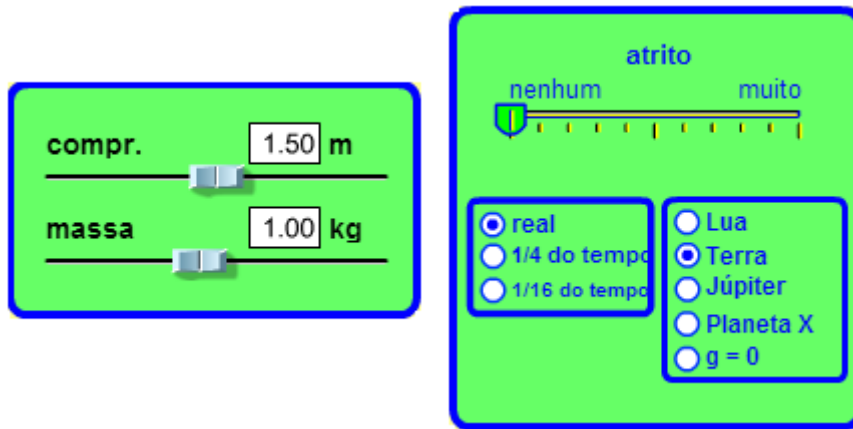 compr. 1.50 m
massa 1.00 kg
atrito
nenhum muito
real
1/4 do tempo
1/16 do tempo
Lua
Terra
Júpiter
Planeta X
g = 0